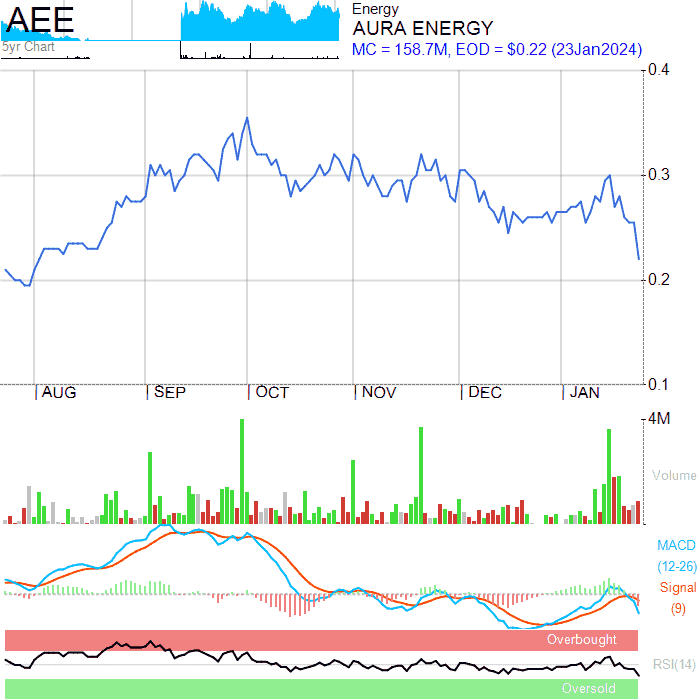 AEE
5yr Chart
Energy
AURA ENERGY
MC = 158.7M, EOD = $0.22 (23Jan2024)
0.4
0.3
0.2
0.1
AUG SEP OCT NOV DEC JAN
4M
Volume
MACD
(12-26)
Signal
(9)
Overbought
RSI(14)
Oversold